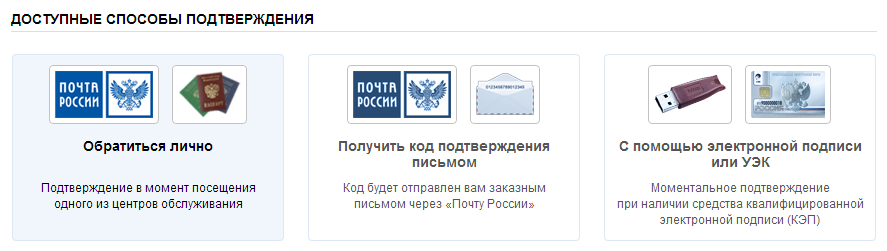 ДОСТУПНЫЕ СПОСОБЫ ПОДТВЕРЖДЕНИЯ
ПОЧТА
РОССИИ
Обратиться лично
Подтверждение в момент посещения
одного из центров обслуживания
ПОЧТА
РОССИИ
Получить код подтверждения
письмом
Код будет отправлен вам заказным
письмом через «Почту России»
С помощью электронной подписи
или УЭК
Моментальное подтверждение
при наличии средства квалифицированной
электронной подписи (КЭП)